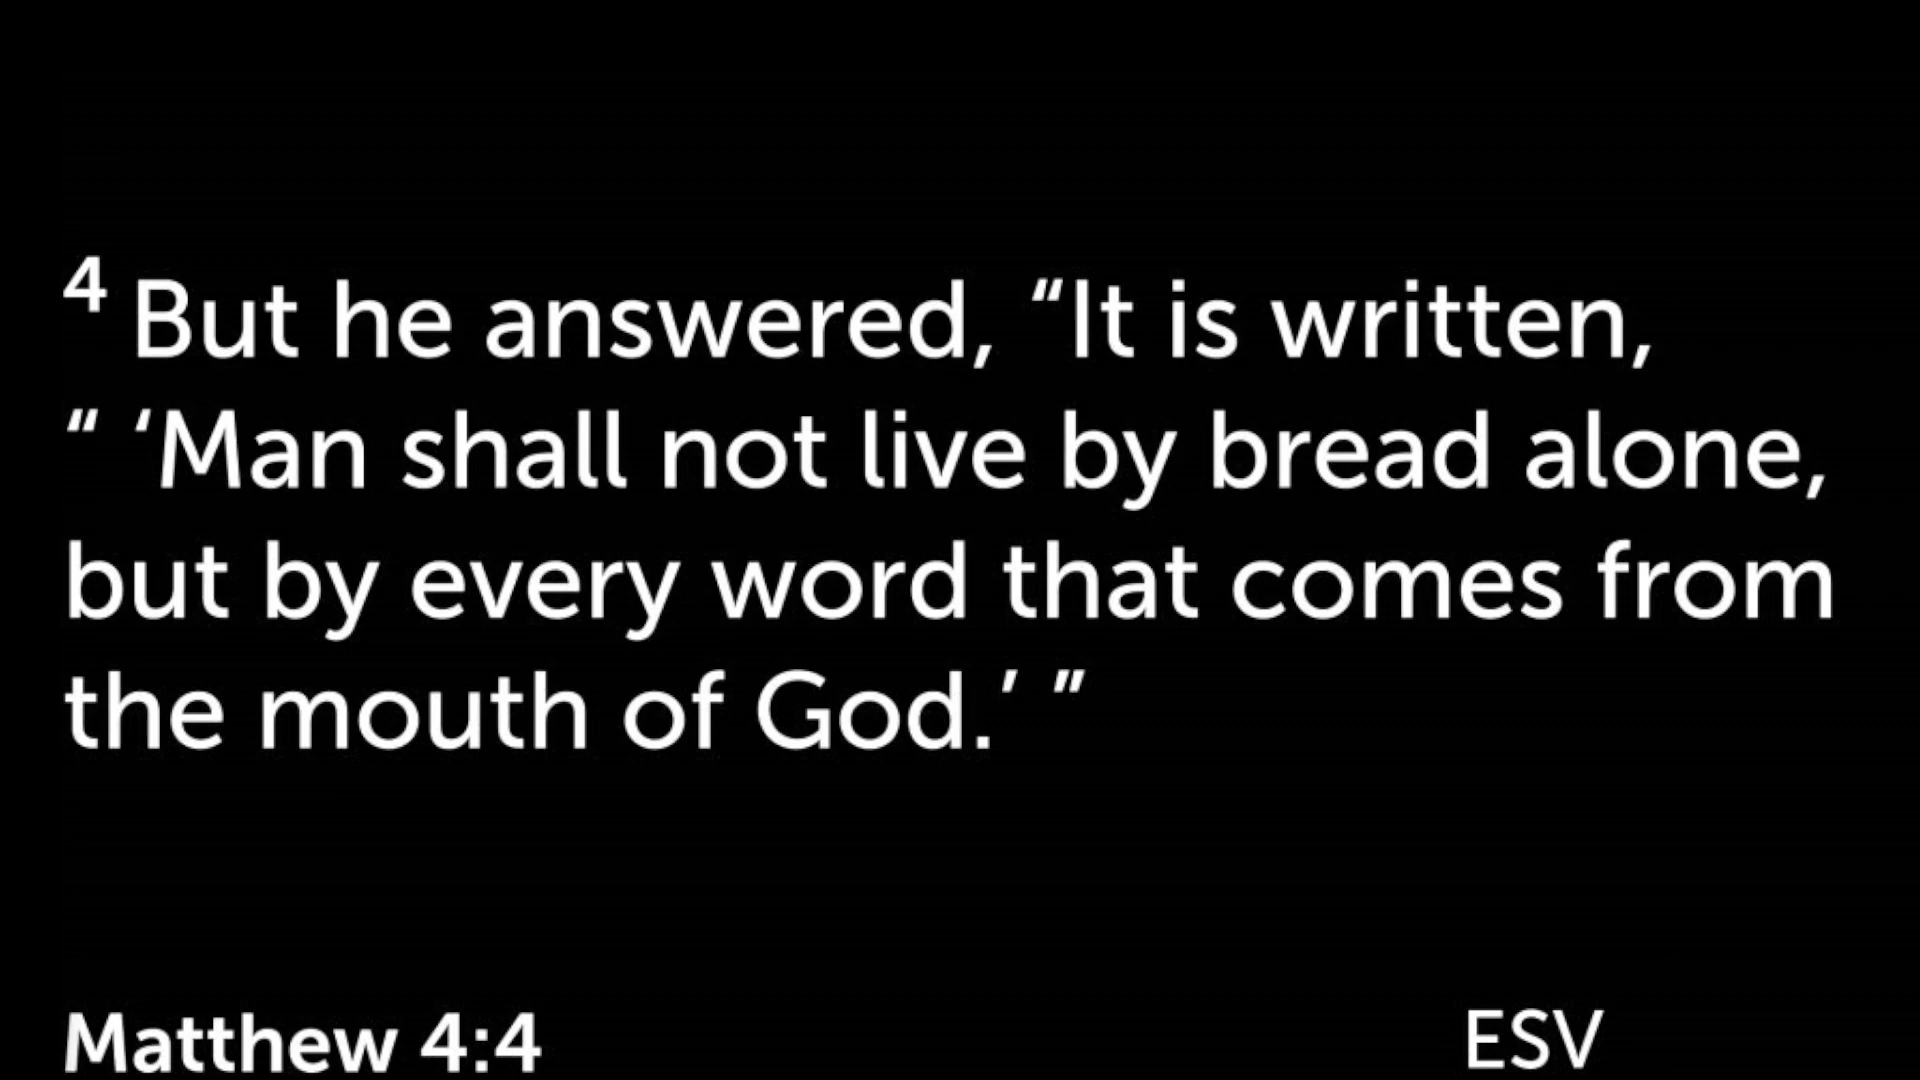 4 But he answered, “It is written,
“ ‘Man shall not live by bread alone,
but by every word that comes from
the mouth of God.’ ”
Matthew 4:4
ESV